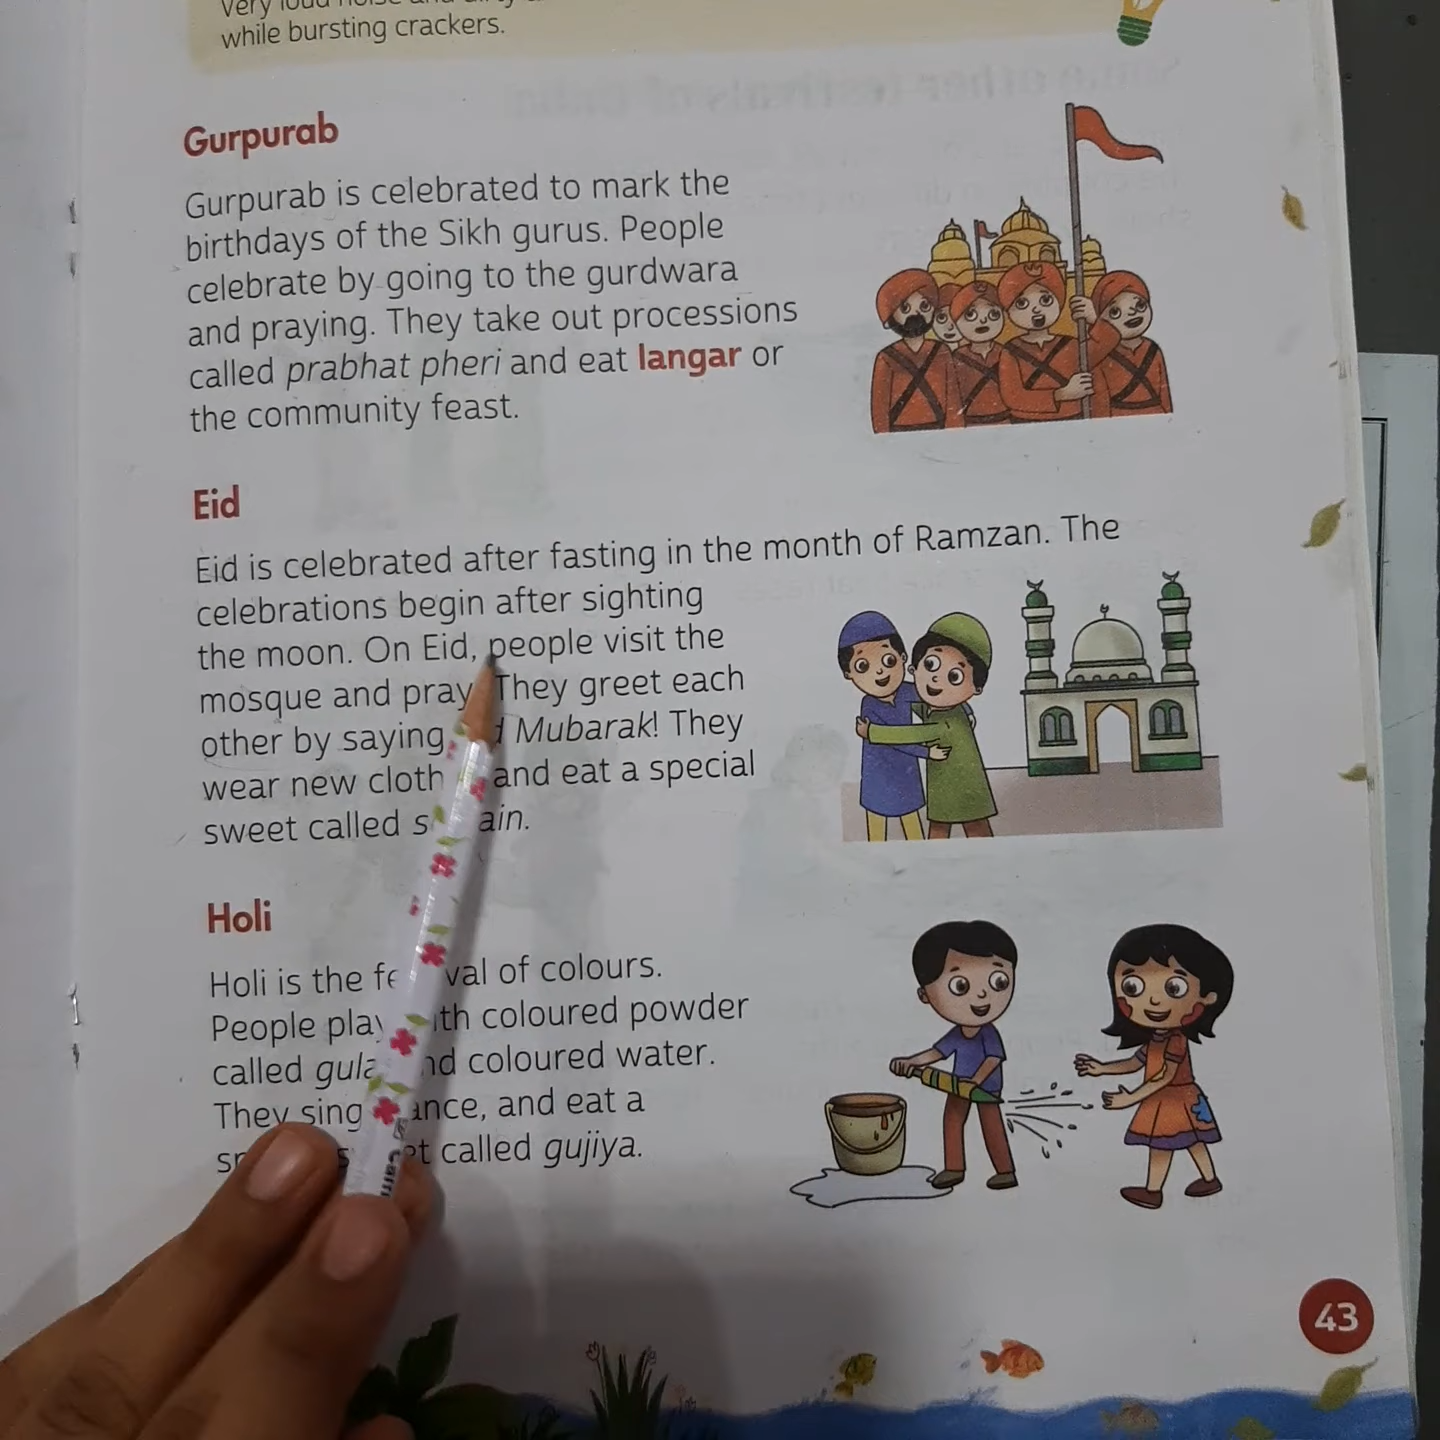 very loud noise and
while bursting crackers.
Gurpurab
Gurpurab is celebrated to mark the
birthdays of the Sikh gurus. People
celebrate by going to the gurdwara
and praying. They take out processions
called prabhat pheri and eat langar or
the community feast.
Eid
Eid is celebrated after fasting in the month of Ramzan. The
celebrations begin after sighting
the moon. On Eid, people visit the
mosque and pray. They greet each
other by saying Mubarak! They
wear new cloth and eat a special
sweet called s ain.
Holi
Holi is the fe val of colours.
People play ith coloured powder
called gula nd coloured water.
They sing ance, and eat a
called gujiya.
43